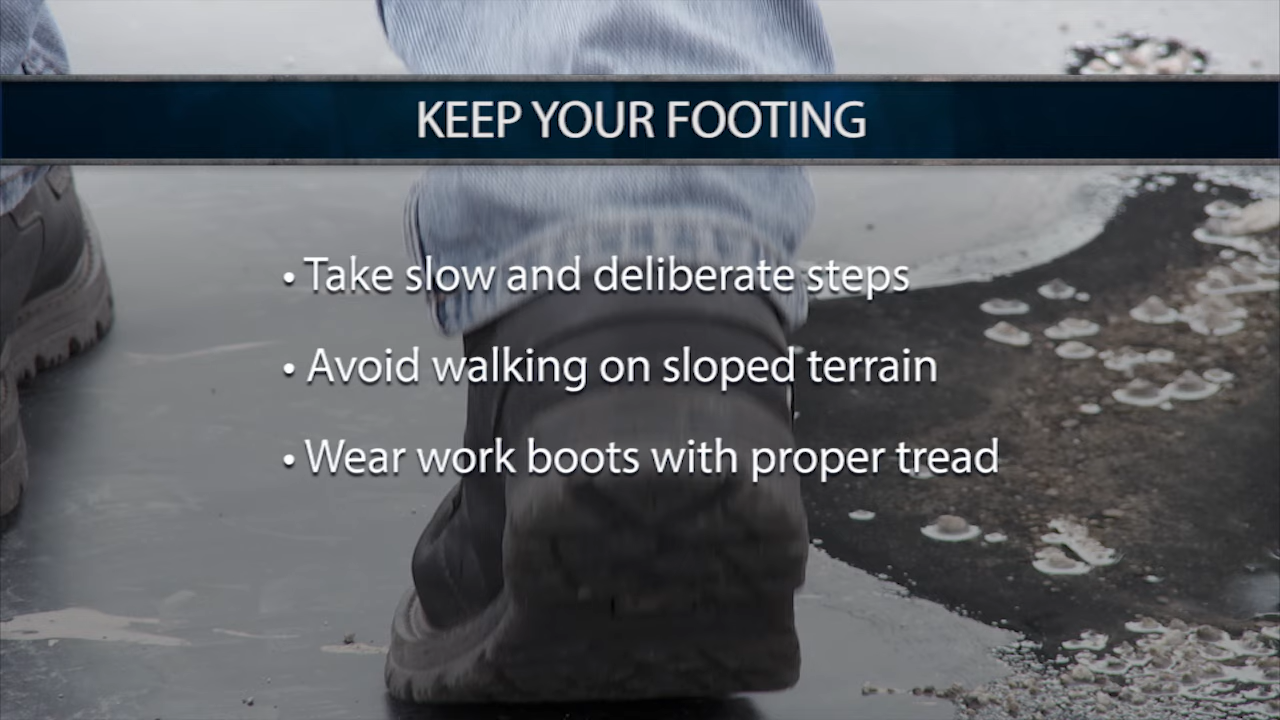 KEEP YOUR FOOTING
• Take slow and deliberate steps
• Avoid walking on sloped terrain
• Wear work boots with proper tread